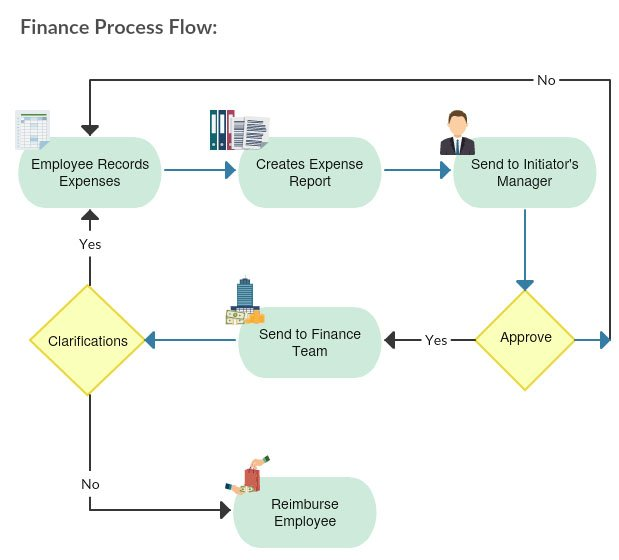 Finance Process Flow:
No
Employee Records
Expenses
Creates Expense
Report
Send to Initiator's
Manager
Yes
Clarifications
Send to Finance
Team
Yes
Approve
No
Reimburse
Employee